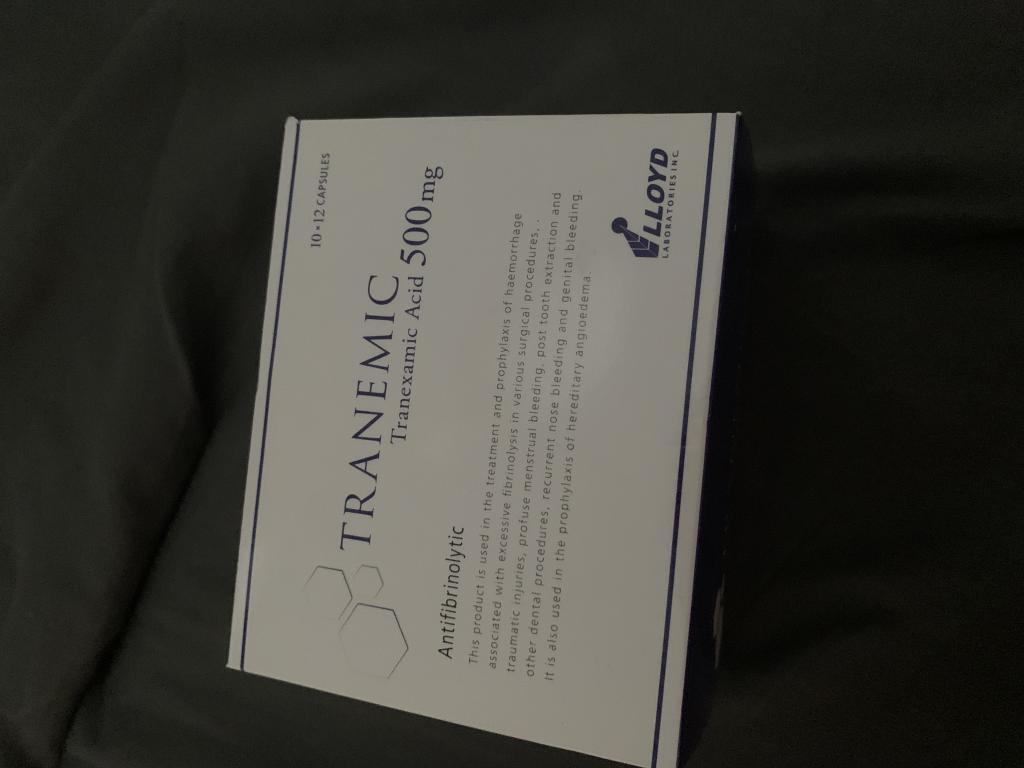 10 × 12 CAPSULES
TRANEMIC
Tranexamic Acid 500 mg
Antifibrinolytic
This product is used in the treatment and prophylaxis of haemorrhage
associated with excessive fibrinolysis in various surgical procedures, .
traumatic injuries, profuse menstrual bleeding, post tooth extraction and
other dental procedures, recurrent nose bleeding and genital bleeding.
It is also used in the prophylaxis of hereditary angioedema.
LLOYD
LABORATORIES INC.